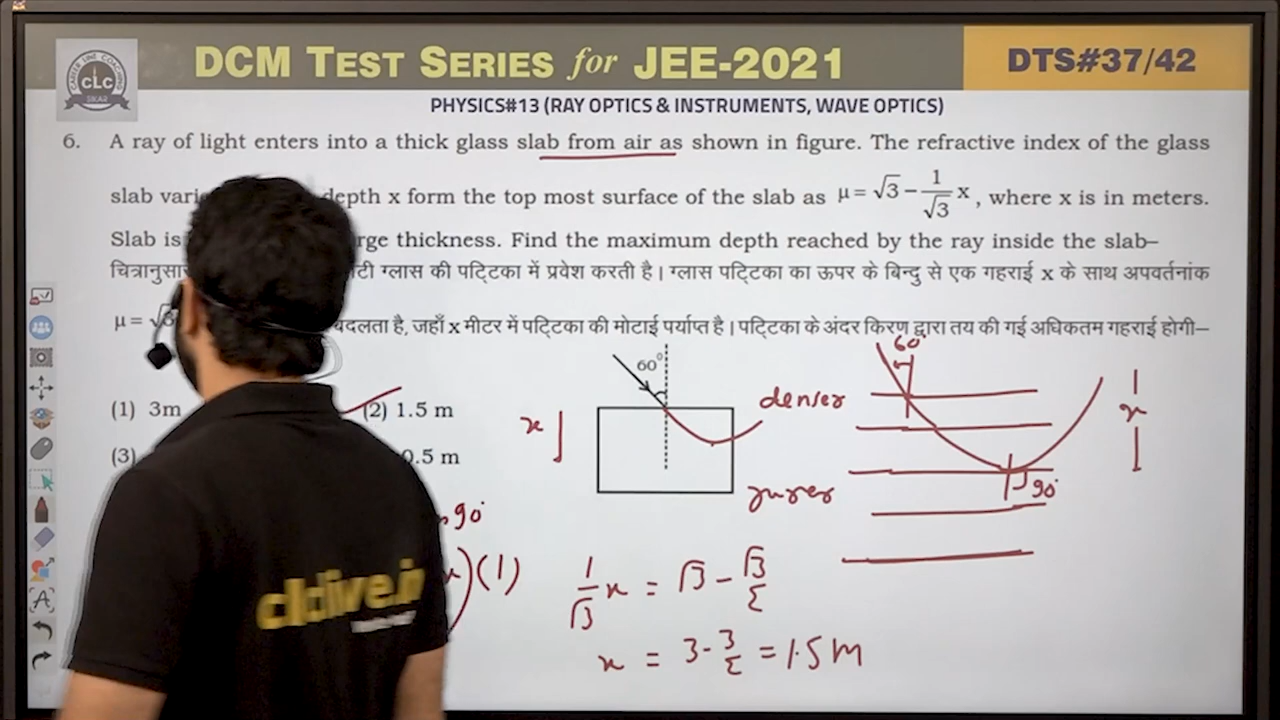 DCM TEST SERIES for JEE-2021
DTS#37/42
CAREER LINE COACHING
CLC
SIKAR
PHYSICS#13 (RAY OPTICS & INSTRUMENTS, WAVE OPTICS)
6. A ray of light enters into a thick glass slab from air as shown in figure. The refractive index of the glass
slab depth x form the top most surface of the slab as μ = √3 − 1/√3 x, where x is in meters.
Slab is thickness. Find the maximum depth reached by the ray inside the slab–
चित्रानुसार ग्लास की पट्टिका में प्रवेश करती है। ग्लास पट्टिका का ऊपर के बिन्दु से एक गहराई x के साथ अपवर्तनांक
μ = बदलता है, जहाँ x मीटर में पट्टिका की मोटाई पर्याप्त है। पट्टिका के अंदर किरण द्वारा तय की गई अधिकतम गहराई होगी–
60°
60°
(1) 3m
(2) 1.5 m
denser
x
x
(3)
0.5 m
rarer
90°
90°
)(1)
1/√3 x = √3 − √3/2
x = 3 - 3/2 = 1.5 m
clclive.in